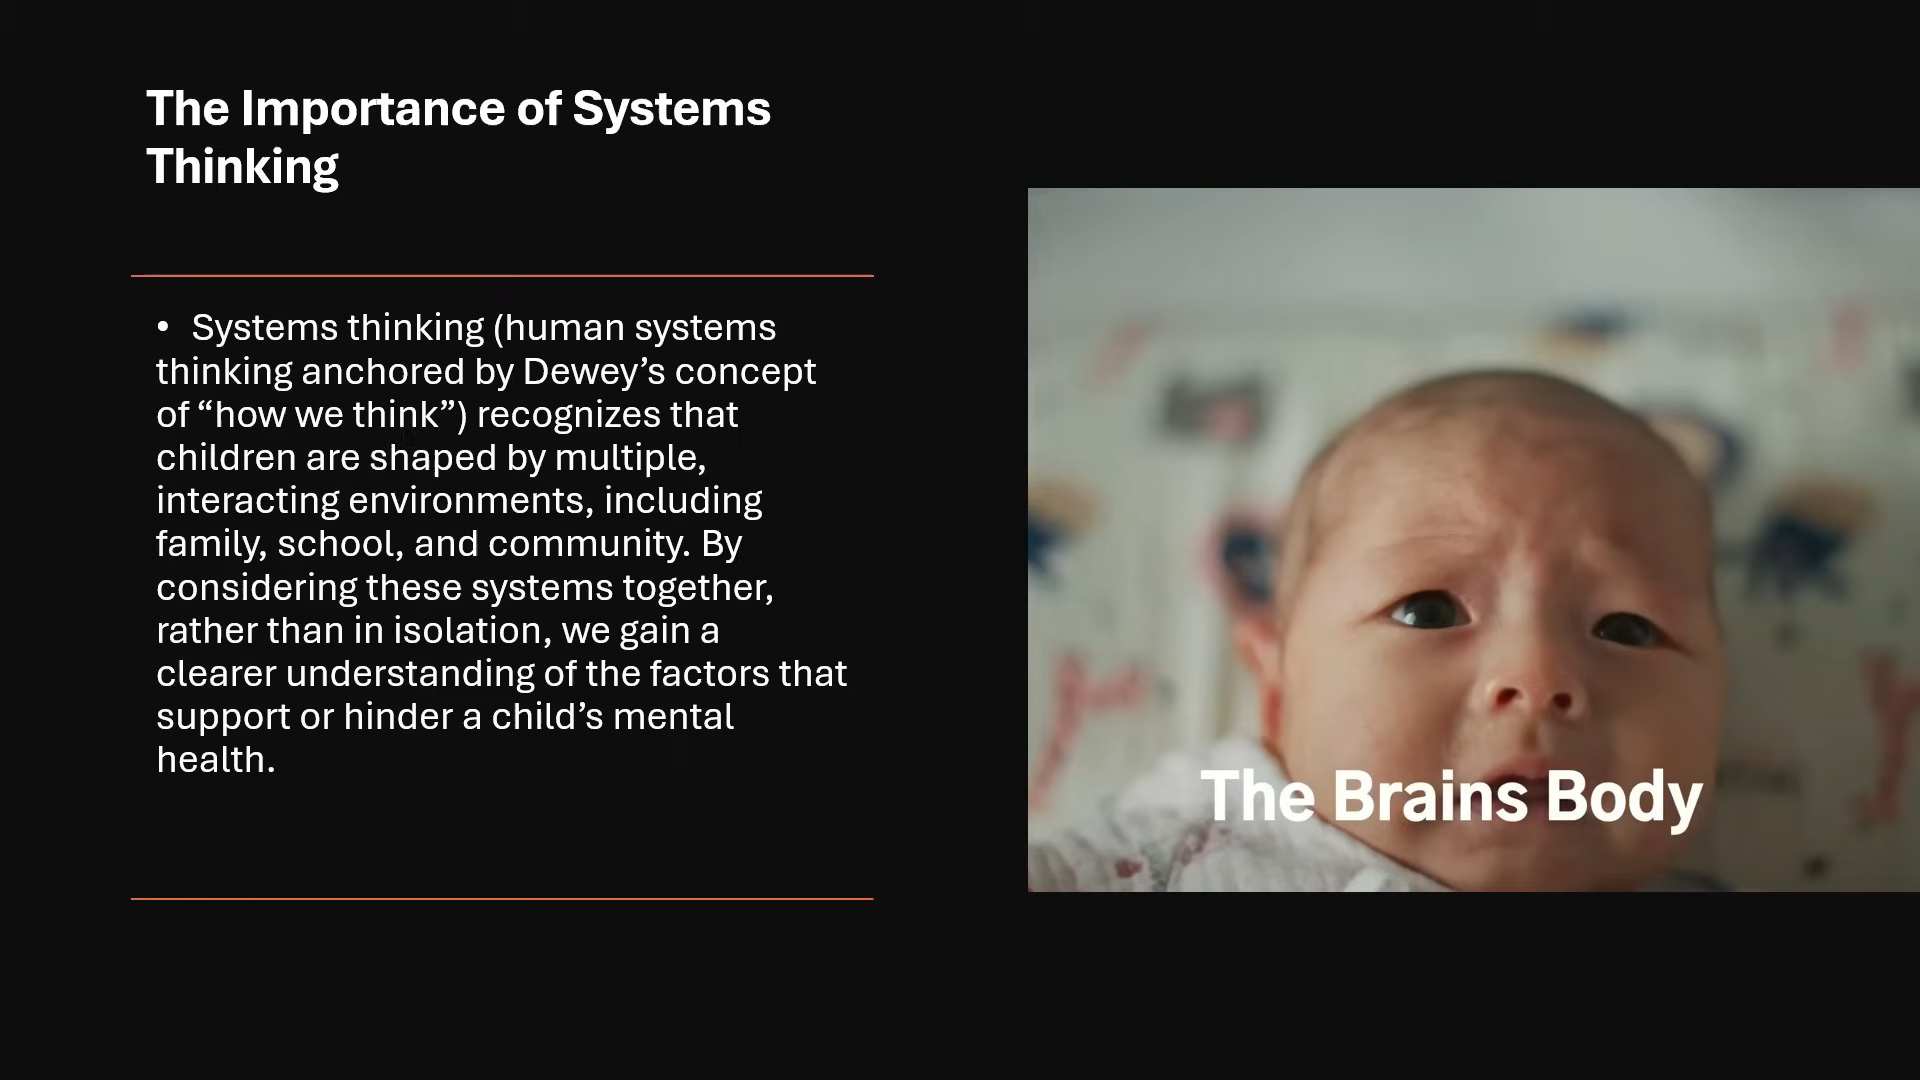 The Importance of Systems
Thinking
• Systems thinking (human systems
thinking anchored by Dewey’s concept
of “how we think”) recognizes that
children are shaped by multiple,
interacting environments, including
family, school, and community. By
considering these systems together,
rather than in isolation, we gain a
clearer understanding of the factors that
support or hinder a child’s mental
health.
The Brains Body